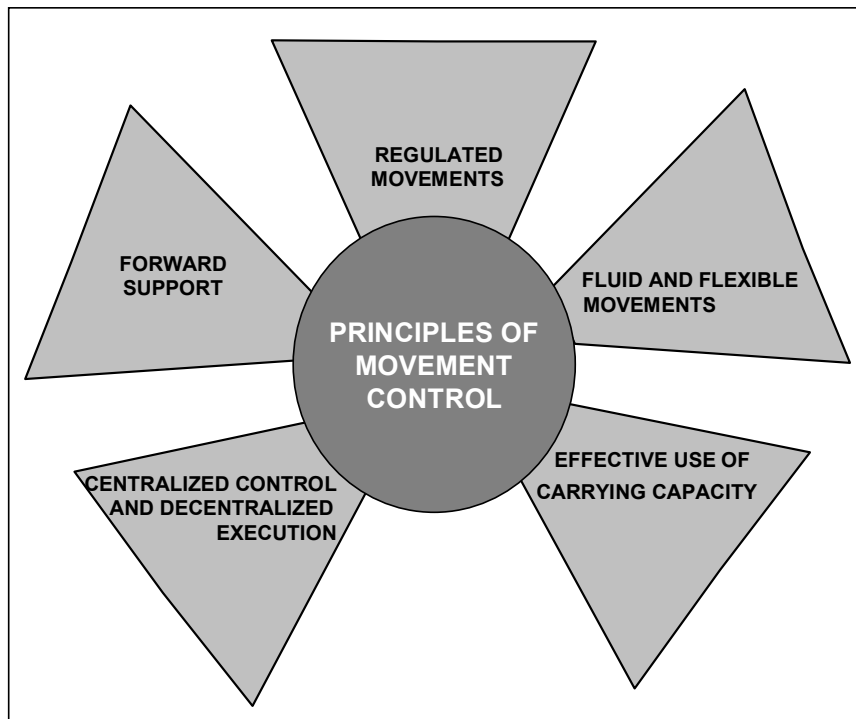 REGULATED
MOVEMENTS
FORWARD
SUPPORT
FLUID AND FLEXIBLE
MOVEMENTS
PRINCIPLES OF
MOVEMENT
CONTROL
CENTRALIZED CONTROL
AND DECENTRALIZED
EXECUTION
EFFECTIVE USE OF
CARRYING CAPACITY